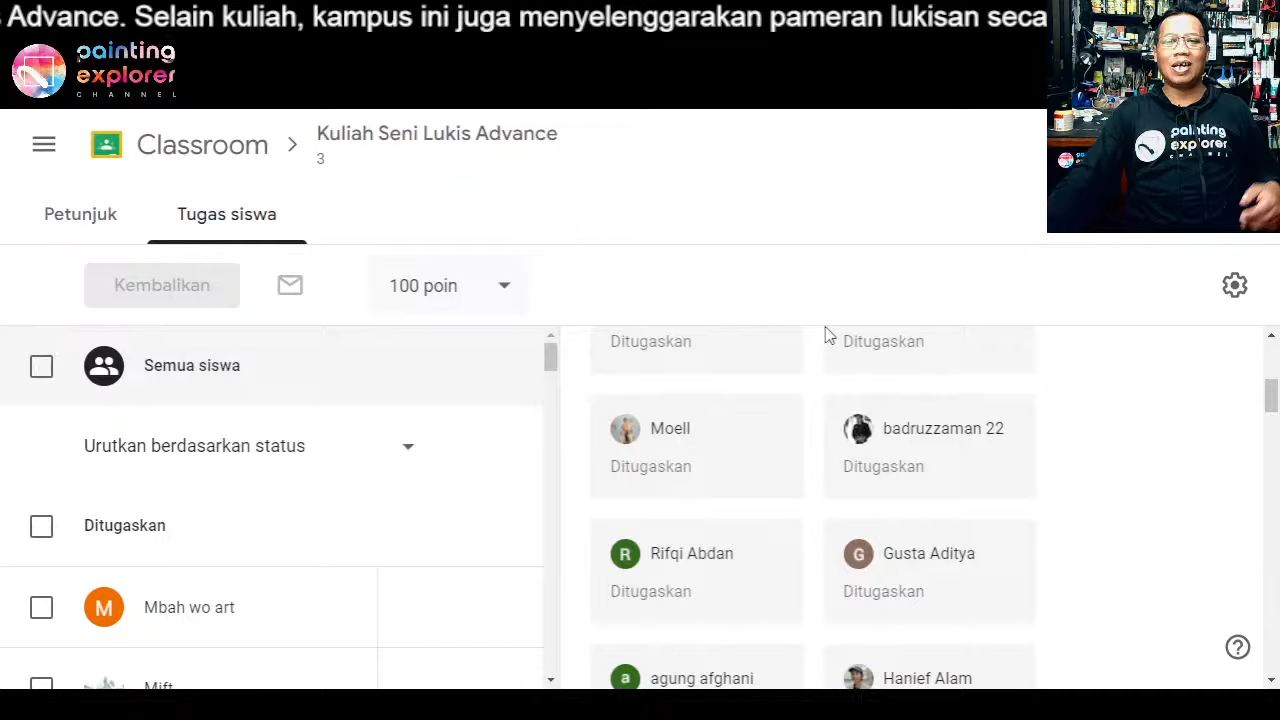 Advance. Selain kuliah, kampus ini juga menyelenggarakan pameran lukisan seca
painting
explorer
CHANNEL
painting
explorer
CHANNEL
Classroom
Kuliah Seni Lukis Advance
3
Petunjuk
Tugas siswa
Kembalikan
100 poin
Semua siswa
Urutkan berdasarkan status
Ditugaskan
M
Mbah wo art
Mift
Ditugaskan
Ditugaskan
Moell
badruzzaman 22
Ditugaskan
Ditugaskan
R
Rifqi Abdan
G
Gusta Aditya
Ditugaskan
Ditugaskan
a
agung afghani
Hanief Alam